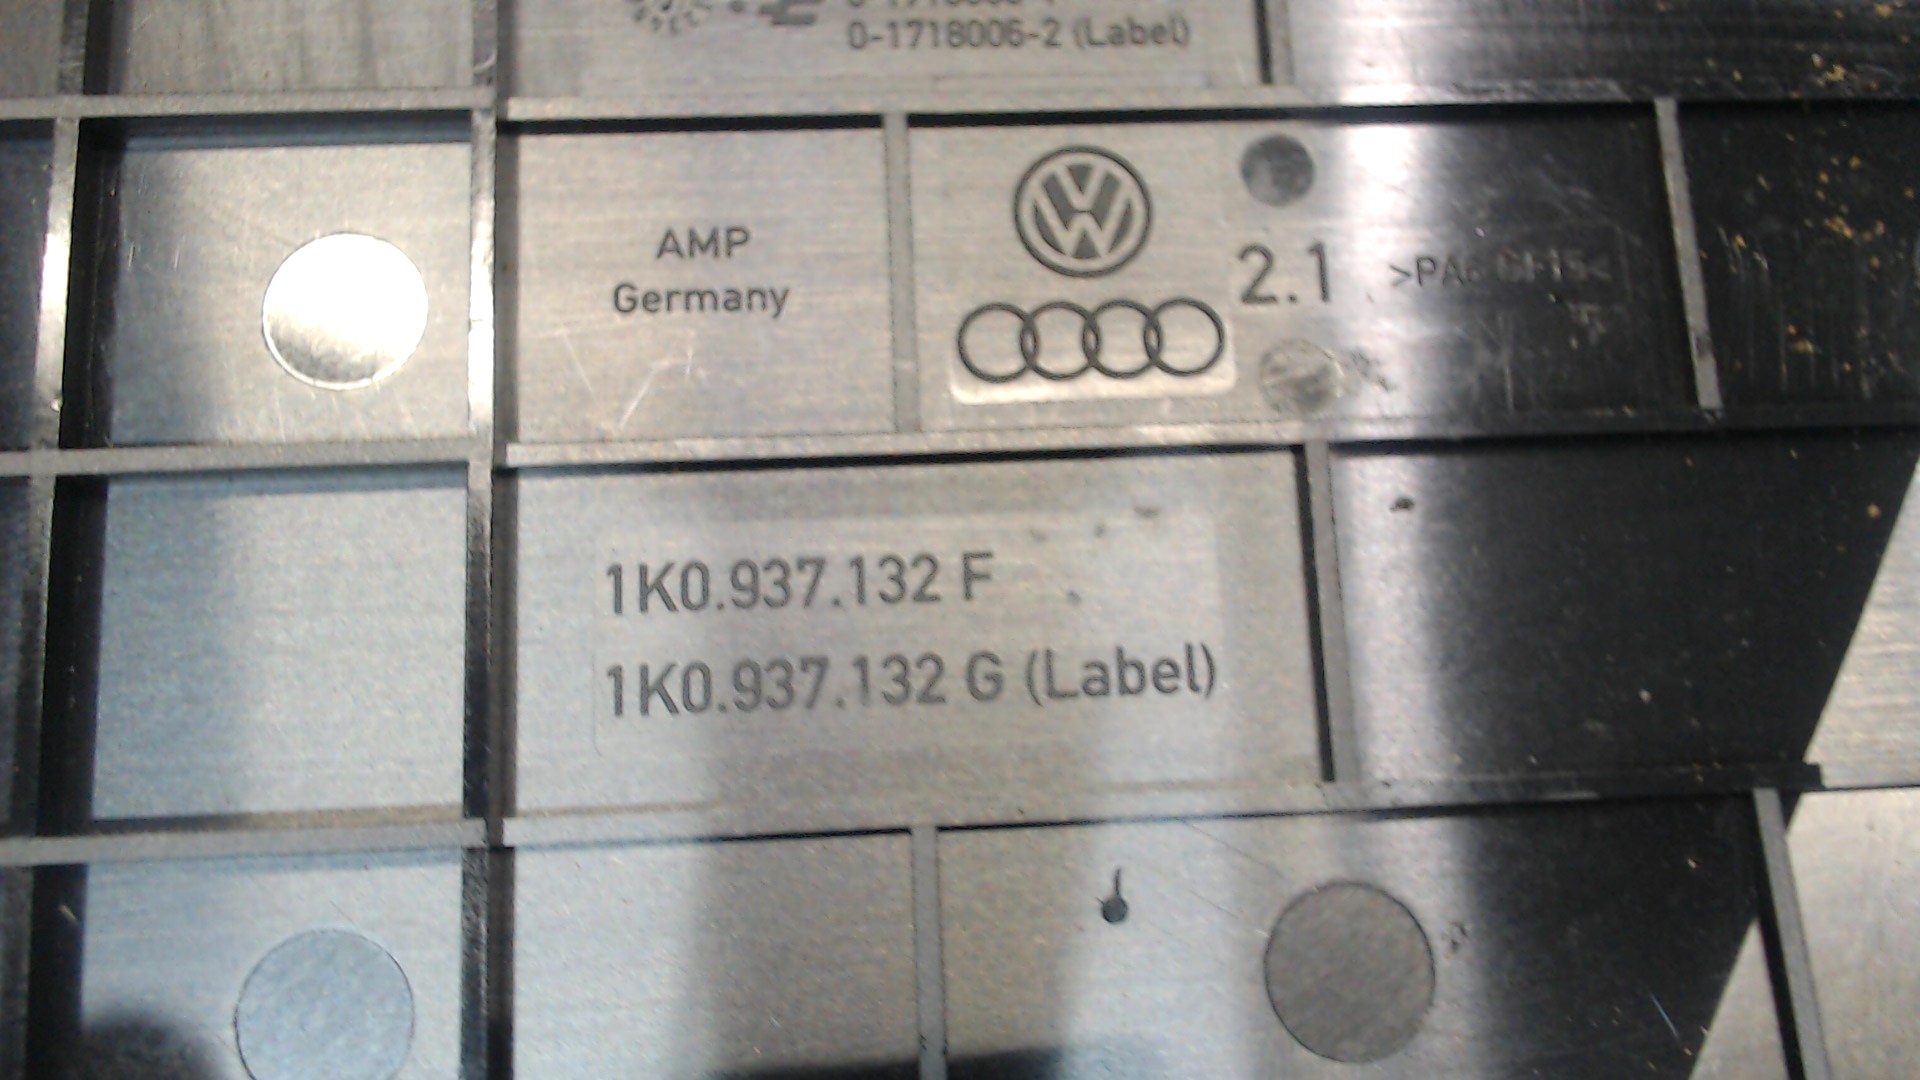 0-1718006-2 (Label)
AMP
Germany
2.1
1K0.937.132 F
1K0.937.132 G (Label)